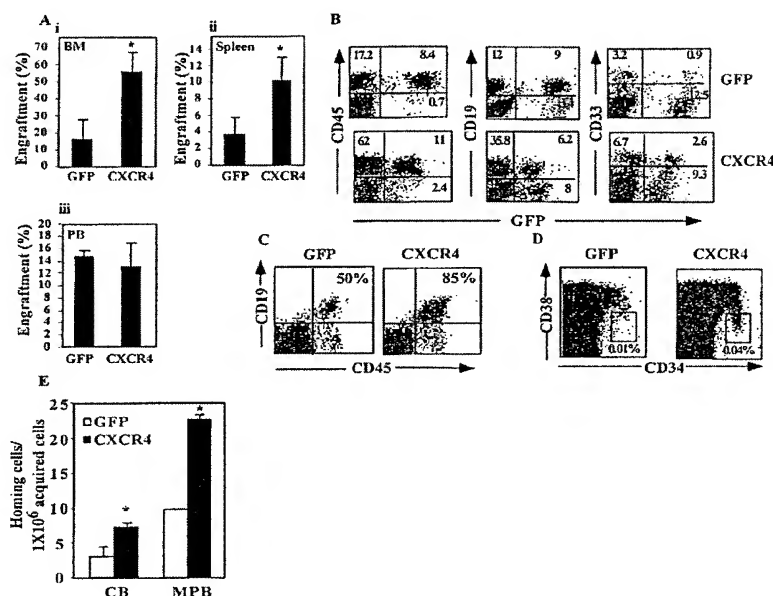 A
i
BM
Engraftment (%)
70
60
50
40
30
20
10
0
*
GFP CXCR4
ii
Spleen
Engraftment (%)
14
12
10
8
6
4
2
0
*
GFP CXCR4
iii
PB
Engraftment (%)
20
18
16
14
12
10
8
6
4
2
0
GFP CXCR4
B
CD45
17.2 8.4
0.7
CD19
12 9
CD33
3.2 0.9
GFP
62 11
2.4
35.8 6.2
8
6.7 2.6
9.3
CXCR4
GFP
C
GFP CXCR4
CD19
50% 85%
CD45
D
GFP CXCR4
CD38
0.01% 0.04%
CD34
E
GFP
CXCR4
Homing cells/
1X10⁶ acquired cells
25
20
15
10
5
0
* *
CB MPB